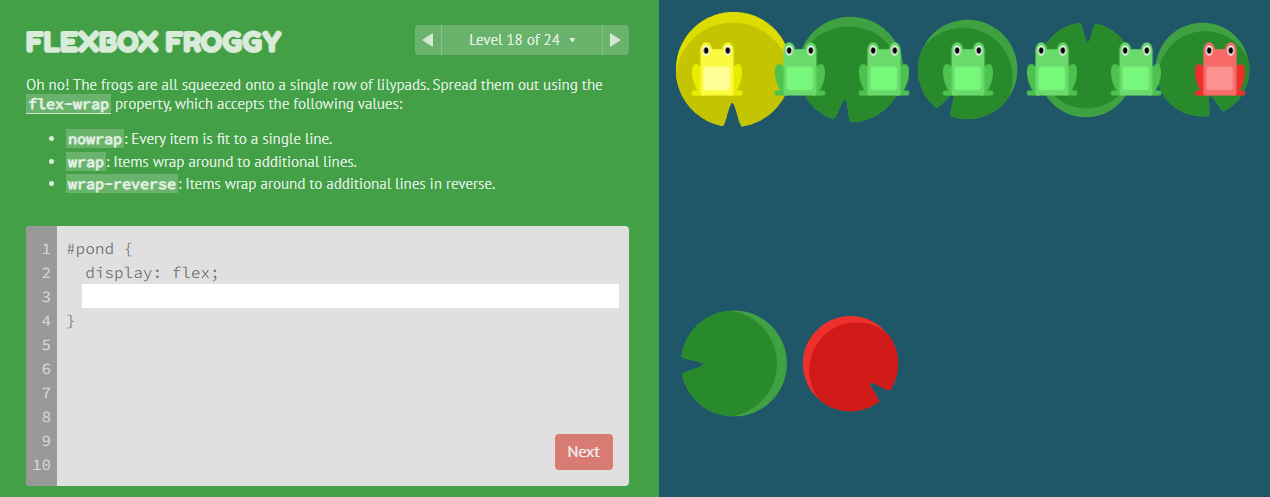 FLEXBOX FROGGY
Level 18 of 24
Oh no! The frogs are all squeezed onto a single row of lilypads. Spread them out using the
flex-wrap property, which accepts the following values:
• nowrap: Every item is fit to a single line.
• wrap: Items wrap around to additional lines.
• wrap-reverse: Items wrap around to additional lines in reverse.
1 #pond {
2 display: flex;
3
4 }
5
6
7
8
9
10
Next